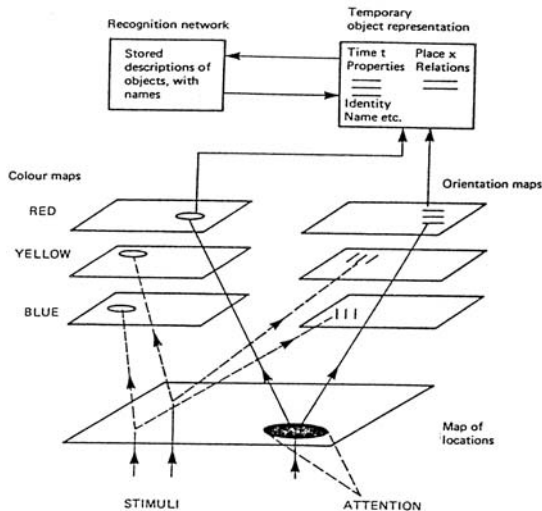 Recognition network
Temporary
object representation
Stored
descriptions of
objects, with
names
Time t Place x
Properties Relations
Identity
Name etc.
Colour maps
Orientation maps
RED
YELLOW
BLUE
Map of
locations
STIMULI
ATTENTION